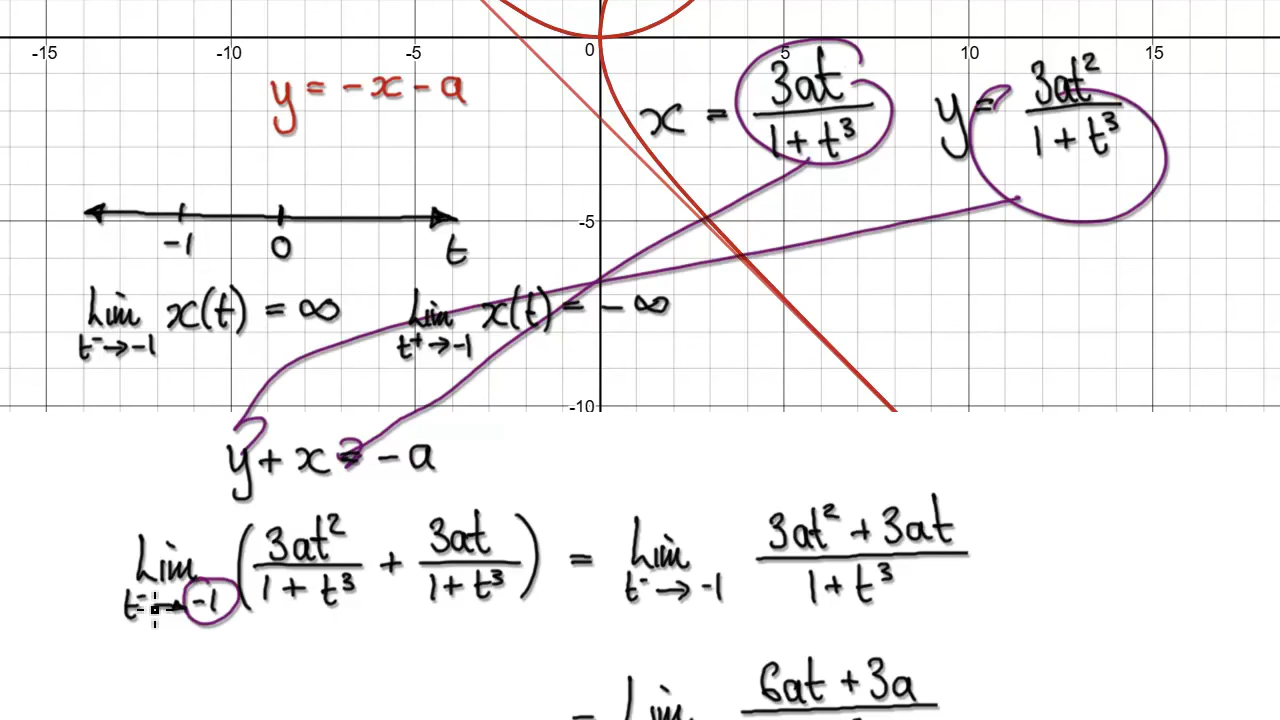 -15 -10 -5 0 5 10 15
y = -x - a
x = 3at / 1 + t³
y = 3at² / 1 + t³
-5
-1 0 t
Lim t⁻→-1 x(t) = ∞
Lim t⁺→-1 x(t) = -∞
-10
y + x = -a
Lim t⁻→-1 (3at² / 1 + t³ + 3at / 1 + t³) = Lim t⁻→-1 3at² + 3at / 1 + t³
= Lim 6at + 3a